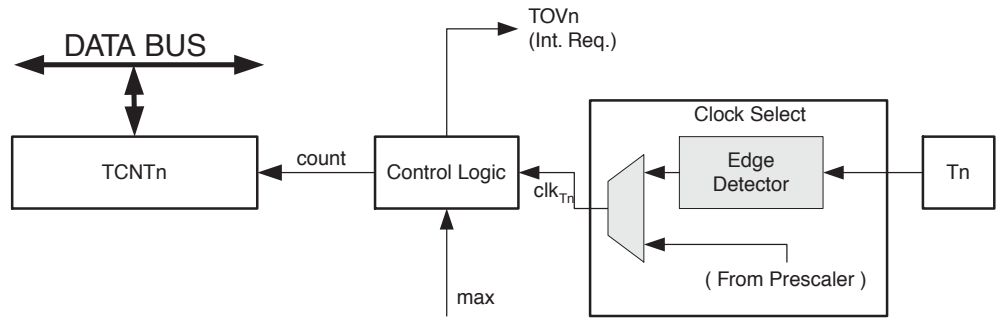 TOVn
(Int. Req.)
DATA BUS
Clock Select
TCNTn
count
Control Logic
clkTn
Edge
Detector
Tn
( From Prescaler )
max